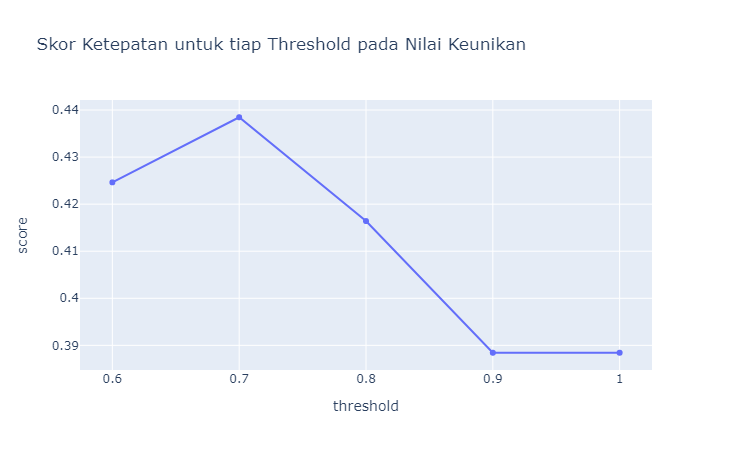 Skor Ketepatan untuk tiap Threshold pada Nilai Keunikan
0.44
0.43
0.42
0.41
0.4
0.39
score
0.6 0.7 0.8 0.9 1
threshold